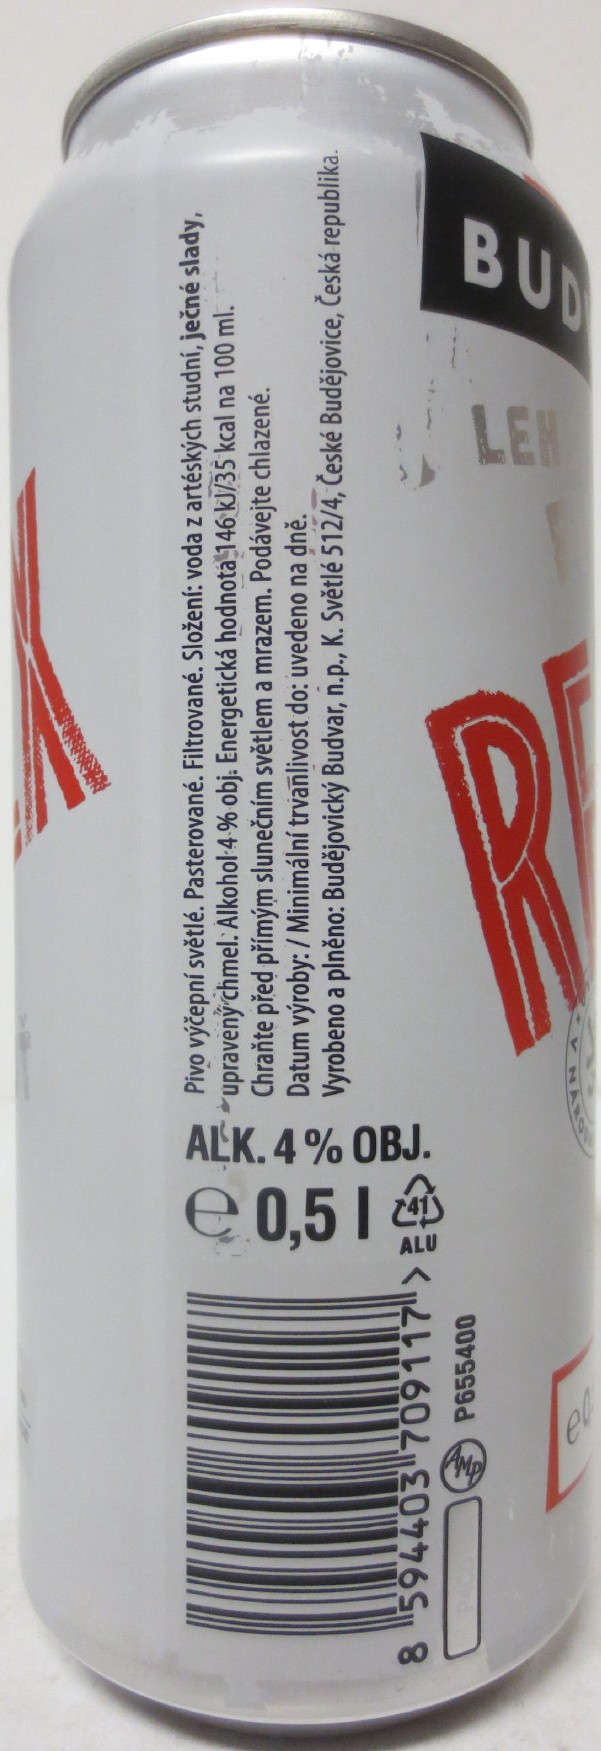 Pivo výčepní světlé. Pasterované. Filtrované. Složení: voda z artéských studní, ječné slady,
upravený chmel. Alkohol 4 % obj. Energetická hodnota 146 kJ/35 kcal na 100 ml.
Chraňte před přímým slunečním světlem a mrazem. Podávejte chlazené.
Datum výroby: / Minimální trvanlivost do: uvedeno na dně.
Vyrobeno a plněno: Budějovický Budvar, n.p., K. Světlé 512/4, České Budějovice, Česká republika.
ALK. 4 % OBJ.
e 0,5 l
41
ALU
8 594403 709117 >
AMP P655400
BUD
LEH
RE
X